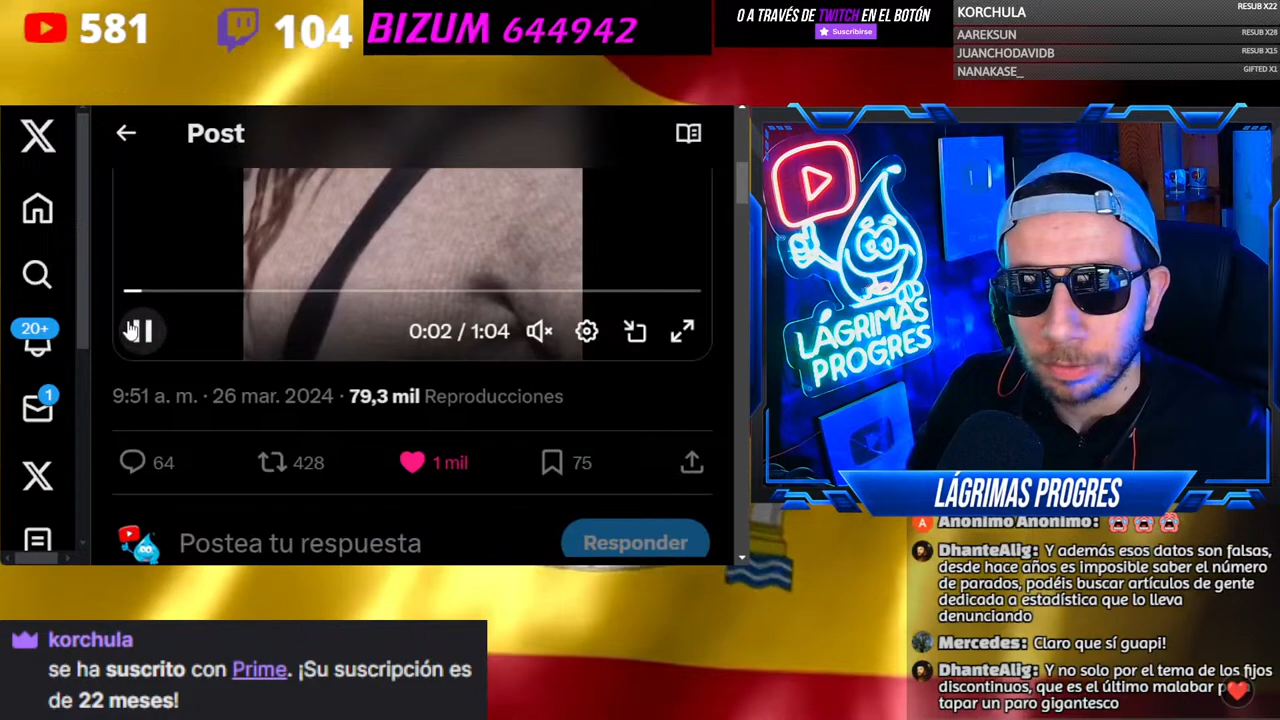 581
104
BIZUM 644942
O A TRAVÉS DE TWITCH EN EL BOTÓN
Suscribirse
KORCHULA RESUB X22
AAREKSUN RESUB X28
JUANCHODAVIDB RESUB X15
NANAKASE_ GIFTED X1
Post
0:02 / 1:04
9:51 a. m. · 26 mar. 2024 · 79,3 mil Reproducciones
64 428 1 mil 75
20+
1
Postea tu respuesta
Responder
LÁGRIMAS
PROGRES
LÁGRIMAS PROGRES
korchula
se ha suscrito con Prime. ¡Su suscripción es
de 22 meses!
A Anonimo Anonimo:
DhanteAlig: Y además esos datos son falsas,
desde hace años es imposible saber el número
de parados, podéis buscar artículos de gente
dedicada a estadística que lo lleva
denunciando
Mercedes: Claro que sí guapi!
DhanteAlig: Y no solo por el tema de los fijos
discontinuos, que es el último malabar
tapar un paro gigantesco